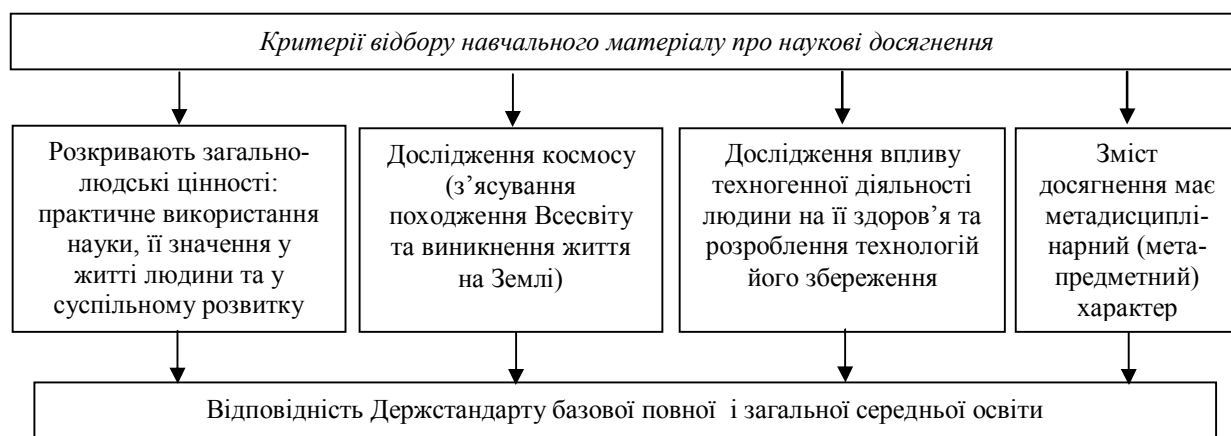 Критерії відбору навчального матеріалу про наукові досягнення
Розкривають загально-
людські цінності:
практичне використання
науки, її значення у
житті людини та у
суспільному розвитку
Дослідження космосу
(з’ясування
походження Всесвіту
та виникнення життя
на Землі)
Дослідження впливу
техногенної діяльності
людини на її здоров’я та
розроблення технологій
його збереження
Зміст
досягнення має
метадисциплі-
нарний (мета-
предметний)
характер
Відповідність Держстандарту базової повної і загальної середньої освіти